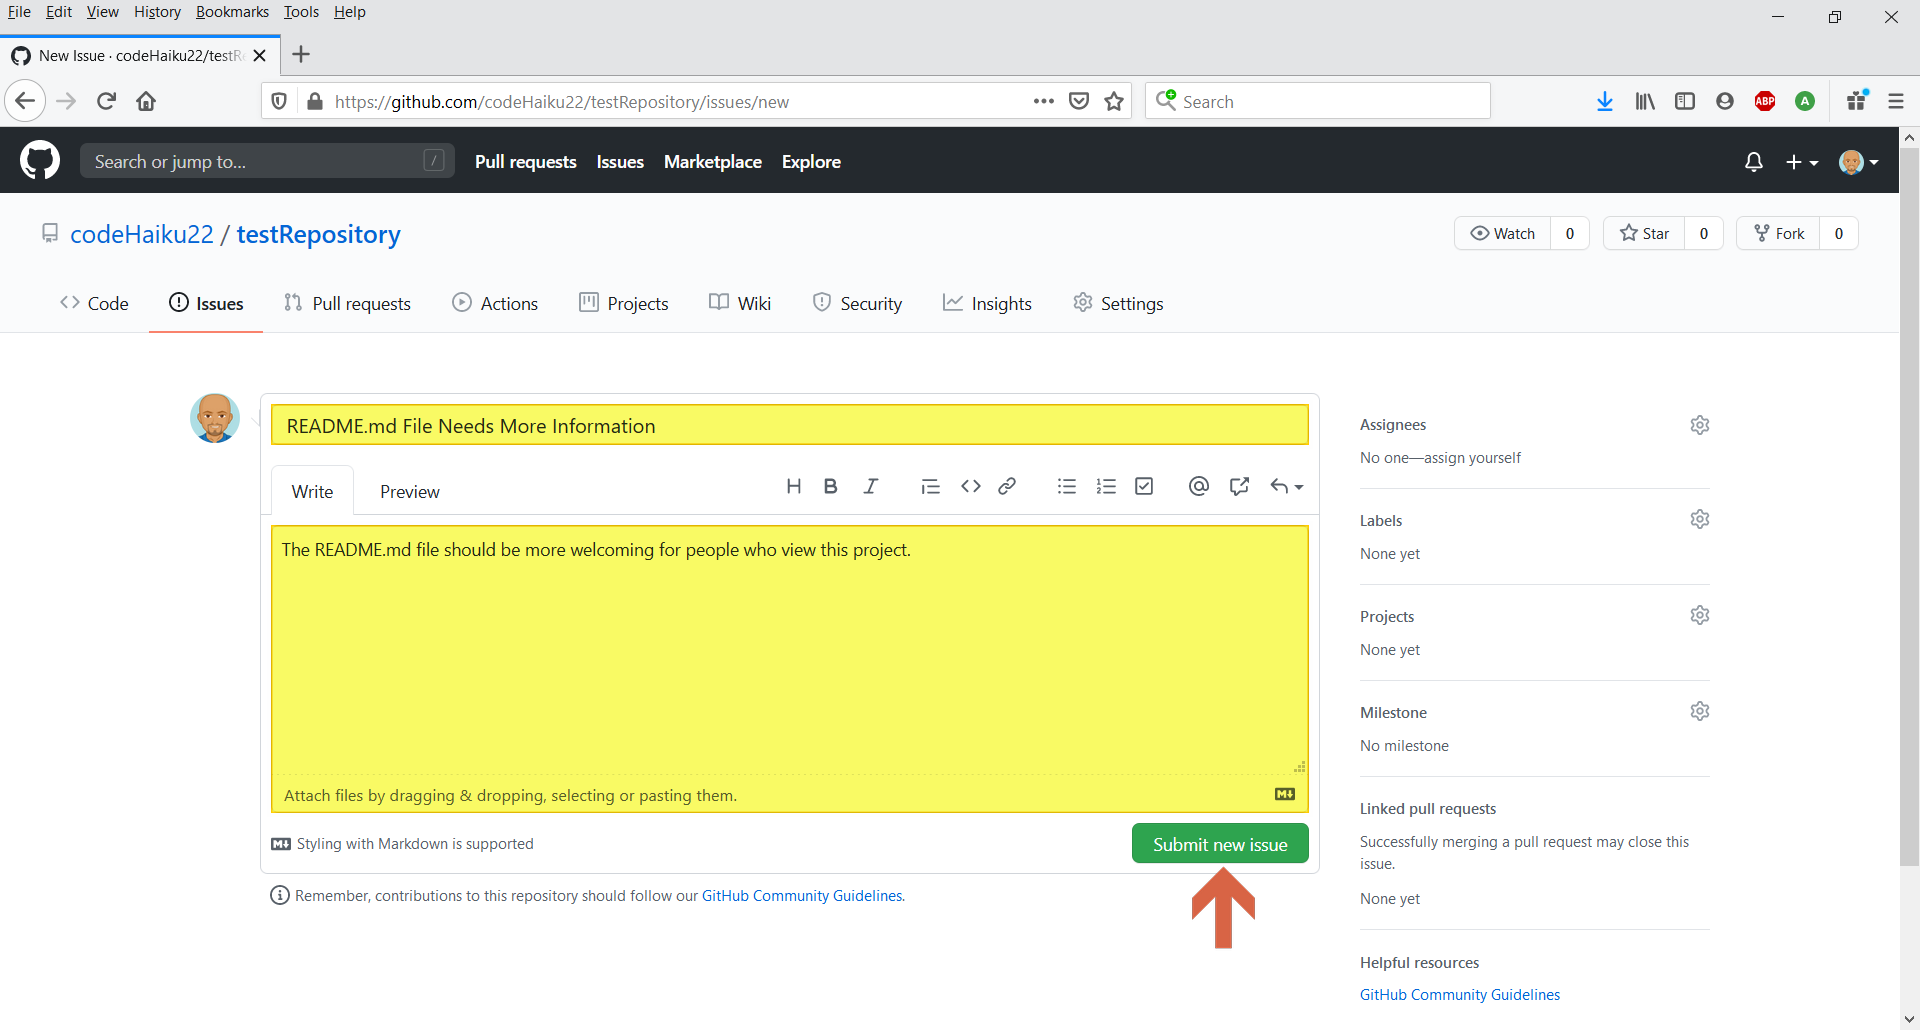 File Edit View History Bookmarks Tools Help
New Issue · codeHaiku22/testR
https://github.com/codeHaiku22/testRepository/issues/new
Search
ABP
A
Search or jump to...
/
Pull requests Issues Marketplace Explore
codeHaiku22 / testRepository
Watch 0
Star 0
Fork 0
Code Issues Pull requests Actions Projects Wiki Security Insights Settings
README.md File Needs More Information
Write Preview
H B I
The README.md file should be more welcoming for people who view this project.
Attach files by dragging & dropping, selecting or pasting them.
Styling with Markdown is supported
Submit new issue
Remember, contributions to this repository should follow our GitHub Community Guidelines.
Assignees
No one—assign yourself
Labels
None yet
Projects
None yet
Milestone
No milestone
Linked pull requests
Successfully merging a pull request may close this
issue.
None yet
Helpful resources
GitHub Community Guidelines